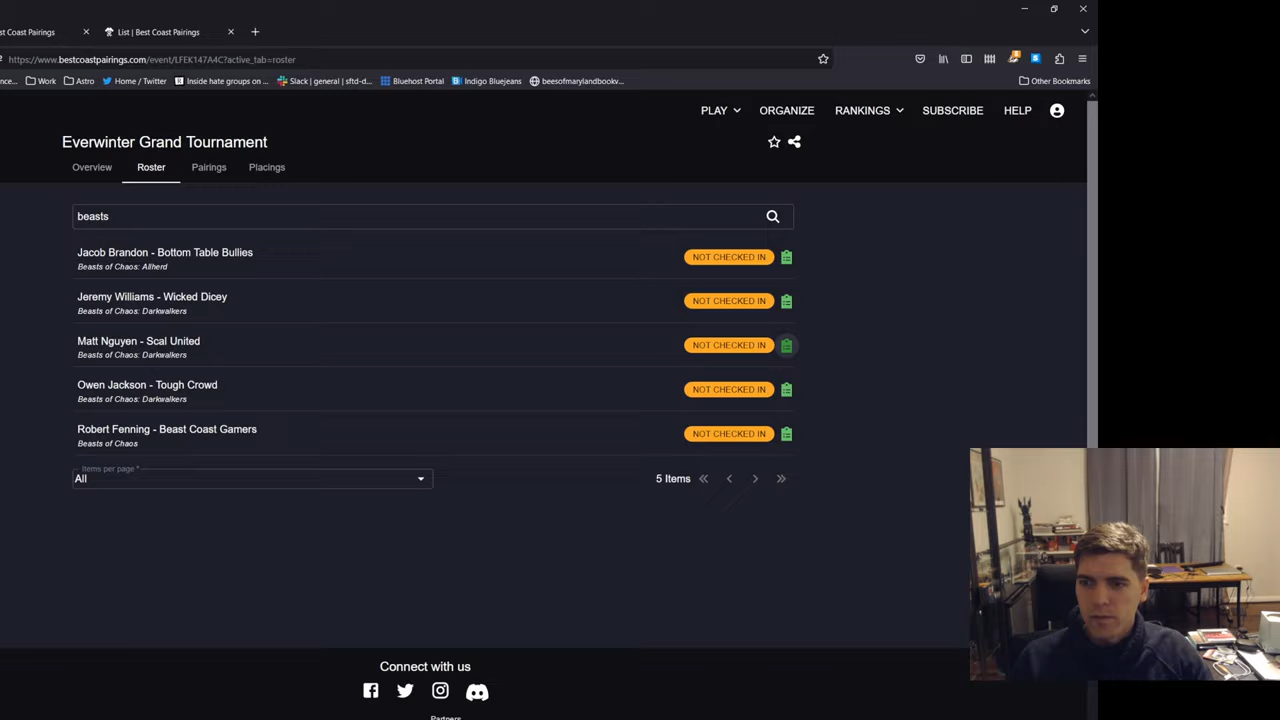 st Coast Pairings
List | Best Coast Pairings
https://www.bestcoastpairings.com/event/LFEK147A4C?active_tab=roster
nce... Work Astro Home / Twitter Inside hate groups on ... Slack | general | sftd-d... Bluehost Portal Indigo Bluejeans beesofmarylandbookv... Other Bookmarks
PLAY ORGANIZE RANKINGS SUBSCRIBE HELP
Everwinter Grand Tournament
Overview Roster Pairings Placings
beasts
Jacob Brandon - Bottom Table Bullies
Beasts of Chaos: Allherd
NOT CHECKED IN
Jeremy Williams - Wicked Dicey
Beasts of Chaos: Darkwalkers
NOT CHECKED IN
Matt Nguyen - Scal United
Beasts of Chaos: Darkwalkers
NOT CHECKED IN
Owen Jackson - Tough Crowd
Beasts of Chaos: Darkwalkers
NOT CHECKED IN
Robert Fenning - Beast Coast Gamers
Beasts of Chaos
NOT CHECKED IN
Items per page *
All
5 Items
Connect with us
Partners